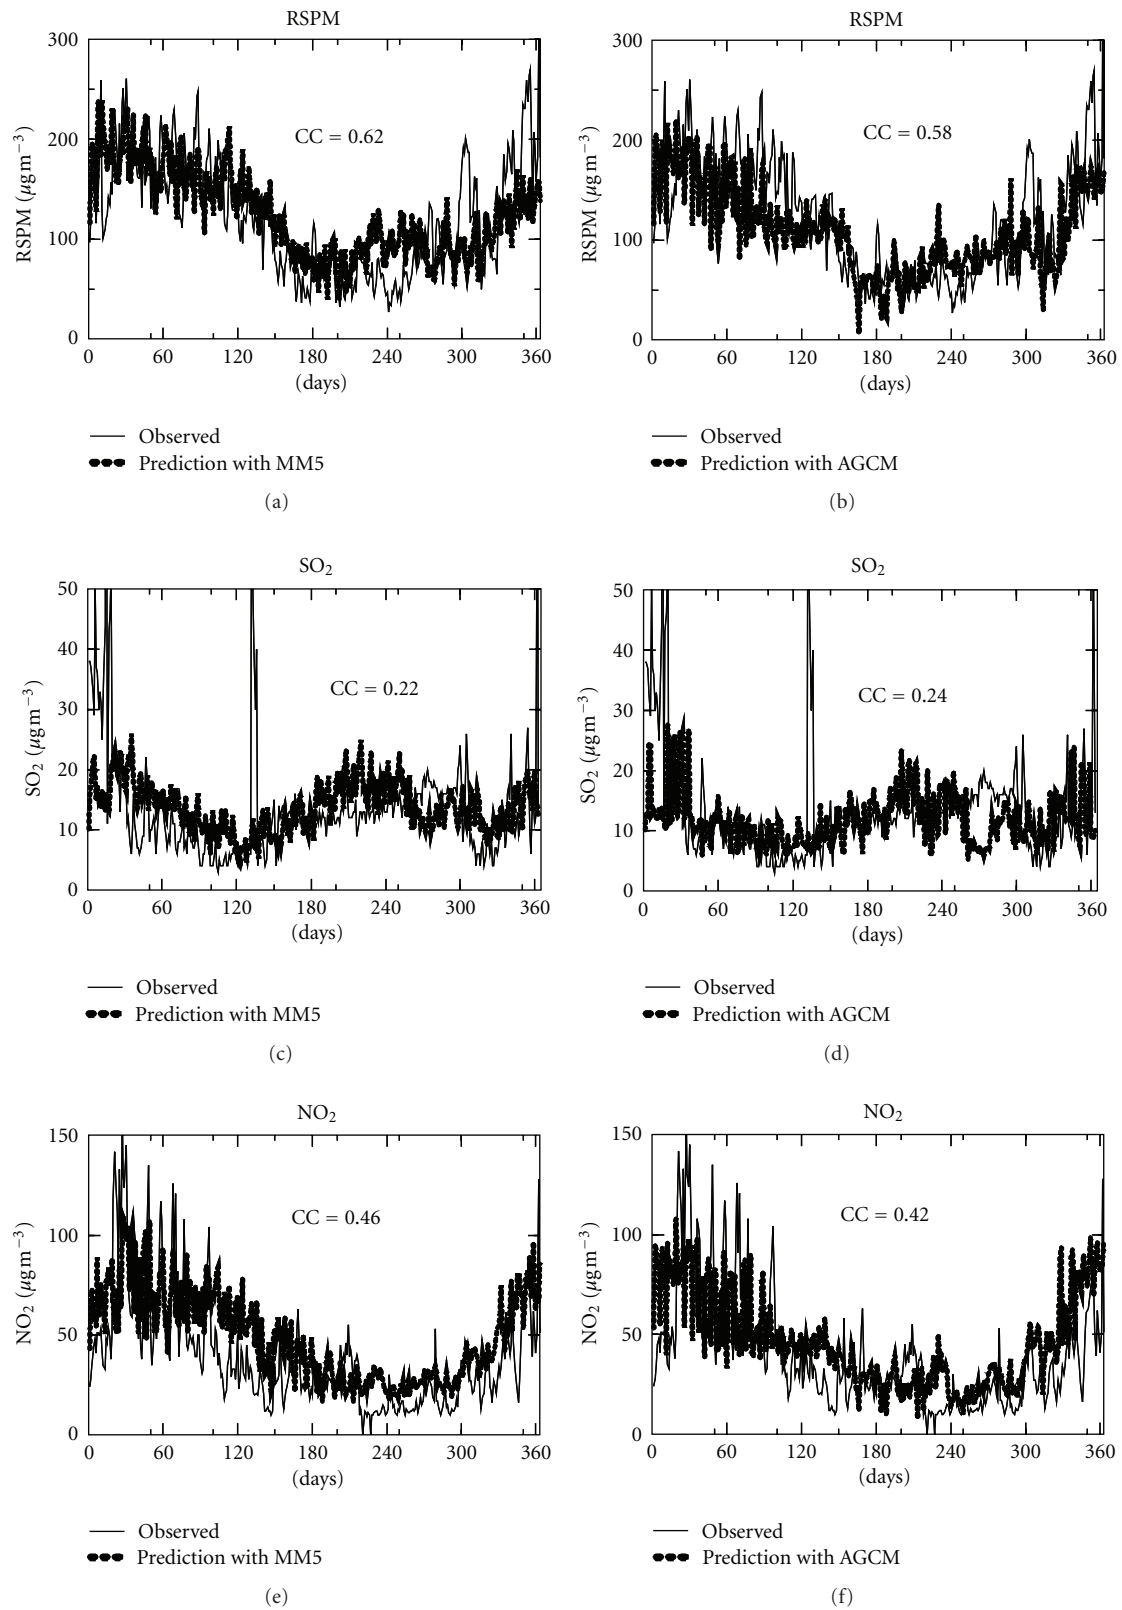 RSPM
300
200
100
0
RSPM (μgm−3)
CC = 0.62
0 60 120 180 240 300 360
(days)
Observed
Prediction with MM5
(a)
RSPM
300
200
100
0
RSPM (μgm−3)
CC = 0.58
0 60 120 180 240 300 360
(days)
Observed
Prediction with AGCM
(b)
SO2
50
40
30
20
10
0
SO2 (μgm−3)
CC = 0.22
0 60 120 180 240 300 360
(days)
Observed
Prediction with MM5
(c)
SO2
50
40
30
20
10
0
SO2 (μgm−3)
CC = 0.24
0 60 120 180 240 300 360
(days)
Observed
Prediction with AGCM
(d)
NO2
150
100
50
0
NO2 (μgm−3)
CC = 0.46
0 60 120 180 240 300 360
(days)
Observed
Prediction with MM5
(e)
NO2
150
100
50
0
NO2 (μgm−3)
CC = 0.42
0 60 120 180 240 300 360
(days)
Observed
Prediction with AGCM
(f)